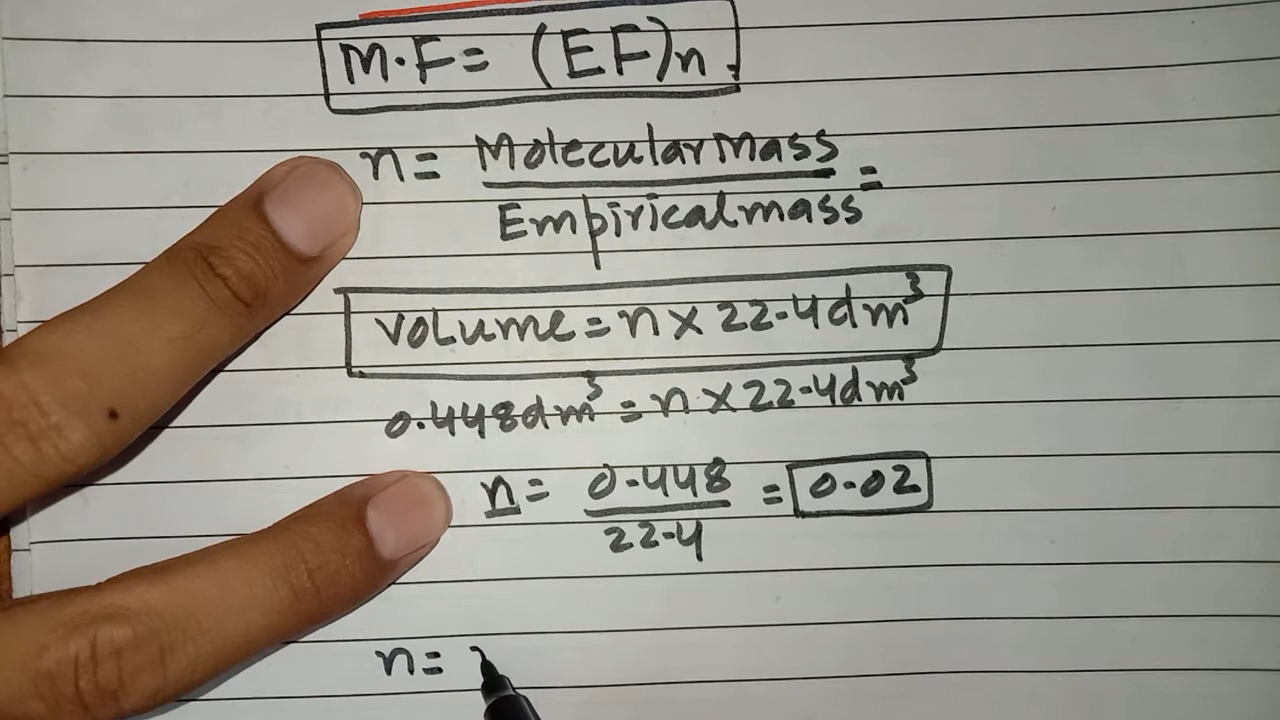 M.F = (EF)n.
n = Molecular Mass / Empirical mass =
Volume = n × 22.4 dm³
0.448 dm³ = n × 22.4 dm³
n = 0.448 / 22.4 = 0.02
n =